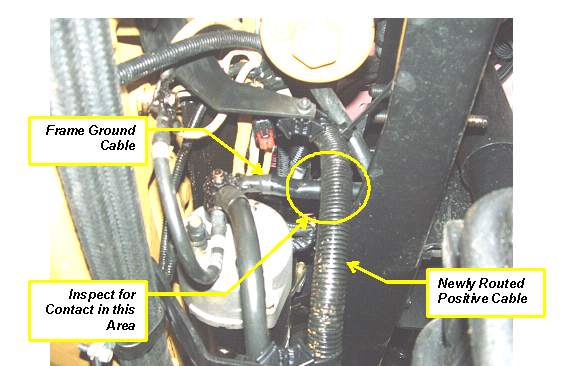 Frame Ground
Cable
Inspect for
Contact in this
Area
Newly Routed
Positive Cable